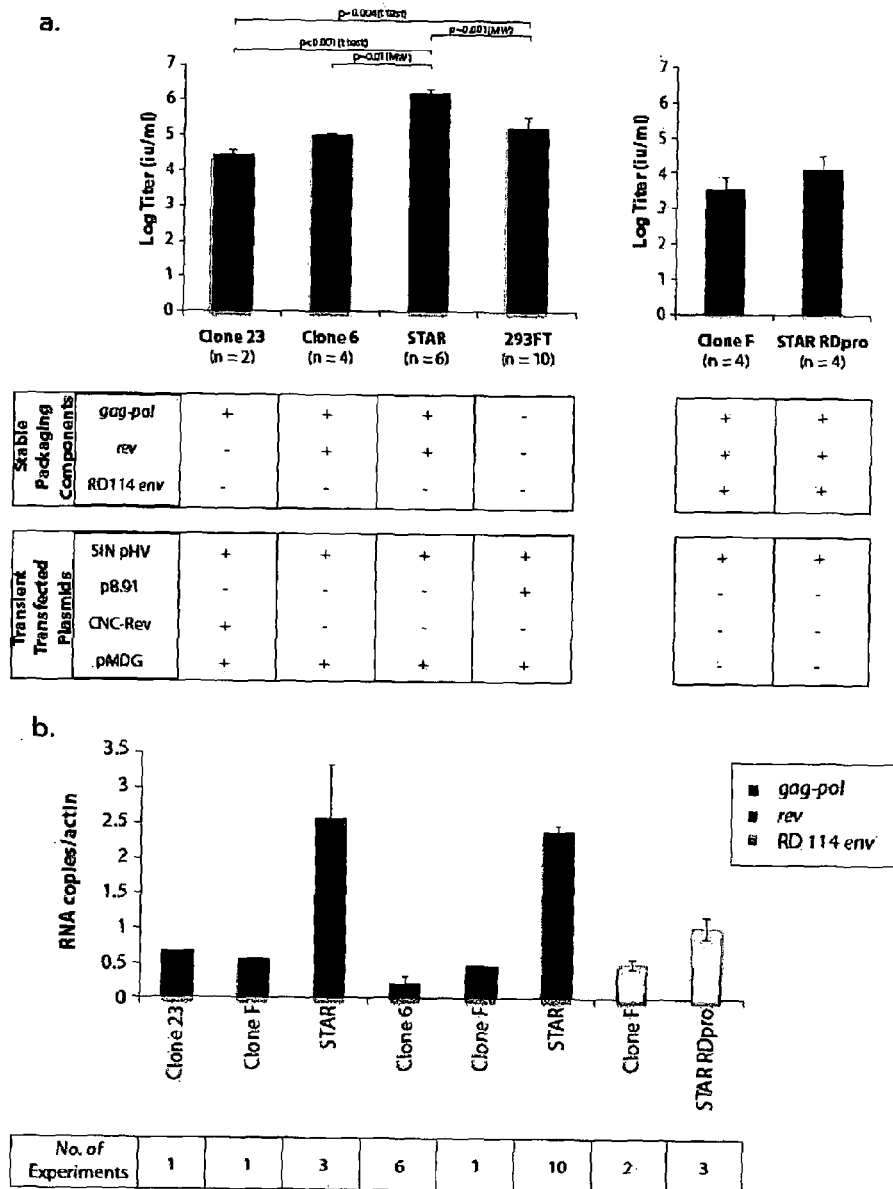 a.
p=0.004 (t test)
p<0.001 (t test)
p=0.001 (MW)
p=0.01 (MW)
Log Titer (iu/ml)
7
6
5
4
3
2
1
0
Clone 23
(n = 2)
Clone 6
(n = 4)
STAR
(n = 6)
293FT
(n = 10)
Log Titer (iu/ml)
7
6
5
4
3
2
1
0
Clone F
(n = 4)
STAR RDpro
(n = 4)
Stable
Packaging
Components
gag-pol + + + - + +
rev - + + - + +
RD114 env - - - - + +
Transient
Transfected
Plasmids
SIN pHV + + + + + +
p8.91 - - - + - -
CNC-Rev + - - - - -
pMDG + + + + - -
b.
RNA copies/actin
3.5
3
2.5
2
1.5
1
0.5
0
Clone 23
Clone F
STAR
Clone 6
Clone F
STAR
Clone F
STAR RDpro
gag-pol
rev
RD 114 env
No. of
Experiments
1 1 3 6 1 10 2 3